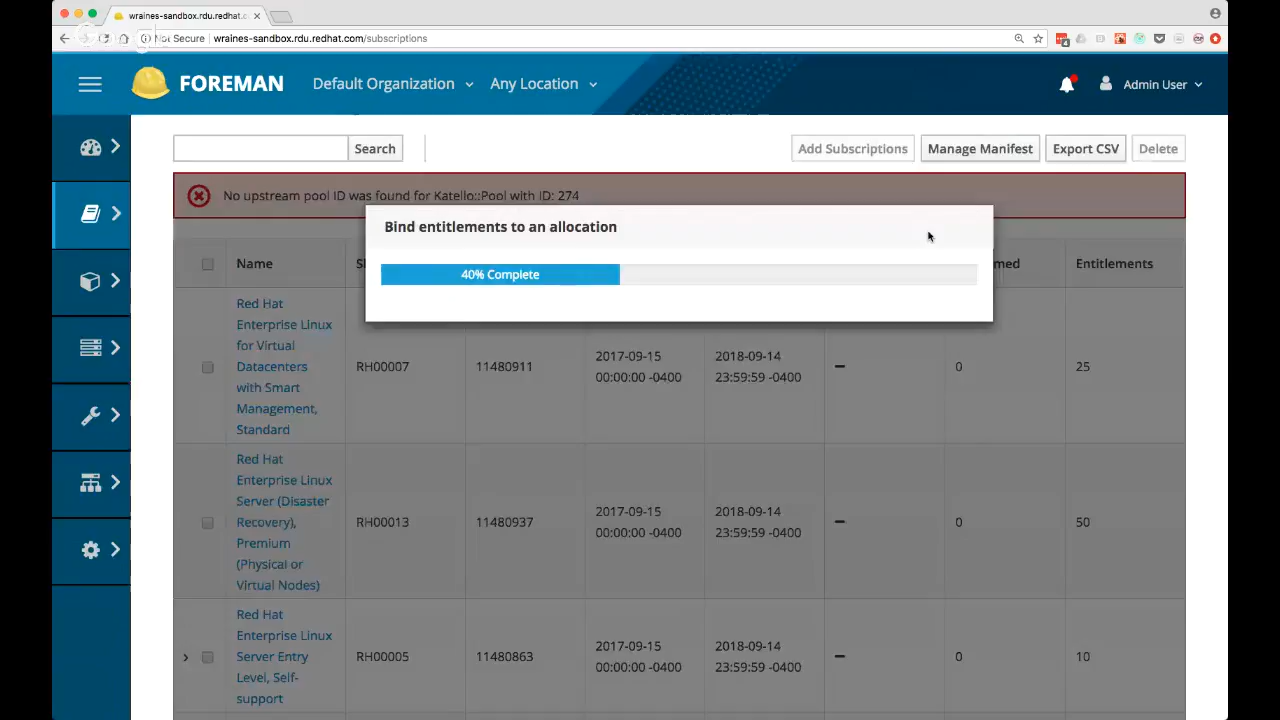 wraines-sandbox.rdu.redhat.c
Secure
wraines-sandbox.rdu.redhat.com/subscriptions
4
FOREMAN
Default Organization
Any Location
Admin User
Search
Add Subscriptions
Manage Manifest
Export CSV
Delete
No upstream pool ID was found for Katello::Pool with ID: 274
Bind entitlements to an allocation
40% Complete
Name
Entitlements
Red Hat
Enterprise Linux
for Virtual
Datacenters
with Smart
Management,
Standard
RH00007
11480911
2017-09-15
00:00:00 -0400
2018-09-14
23:59:59 -0400
0
25
Red Hat
Enterprise Linux
Server (Disaster
Recovery),
Premium
(Physical or
Virtual Nodes)
RH00013
11480937
2017-09-15
00:00:00 -0400
2018-09-14
23:59:59 -0400
0
50
Red Hat
Enterprise Linux
Server Entry
Level, Self-
support
RH00005
11480863
2017-09-15
00:00:00 -0400
2018-09-14
23:59:59 -0400
0
10